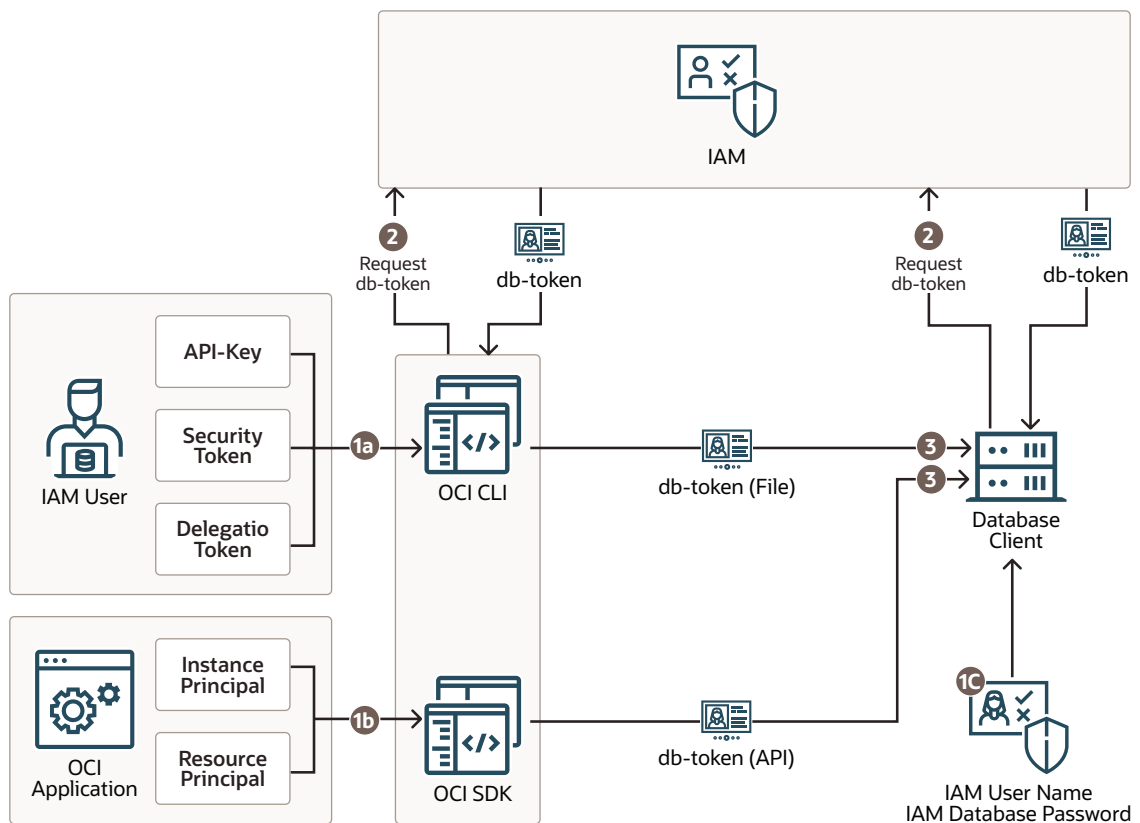 IAM
2
Request
db-token
db-token
2
Request
db-token
db-token
API-Key
Security
Token
Delegatio
Token
IAM User
1a
</>
OCI CLI
db-token (File)
3
3
Database
Client
Instance
Principal
Resource
Principal
OCI
Application
1b
</>
OCI SDK
db-token (API)
1C
IAM User Name
IAM Database Password